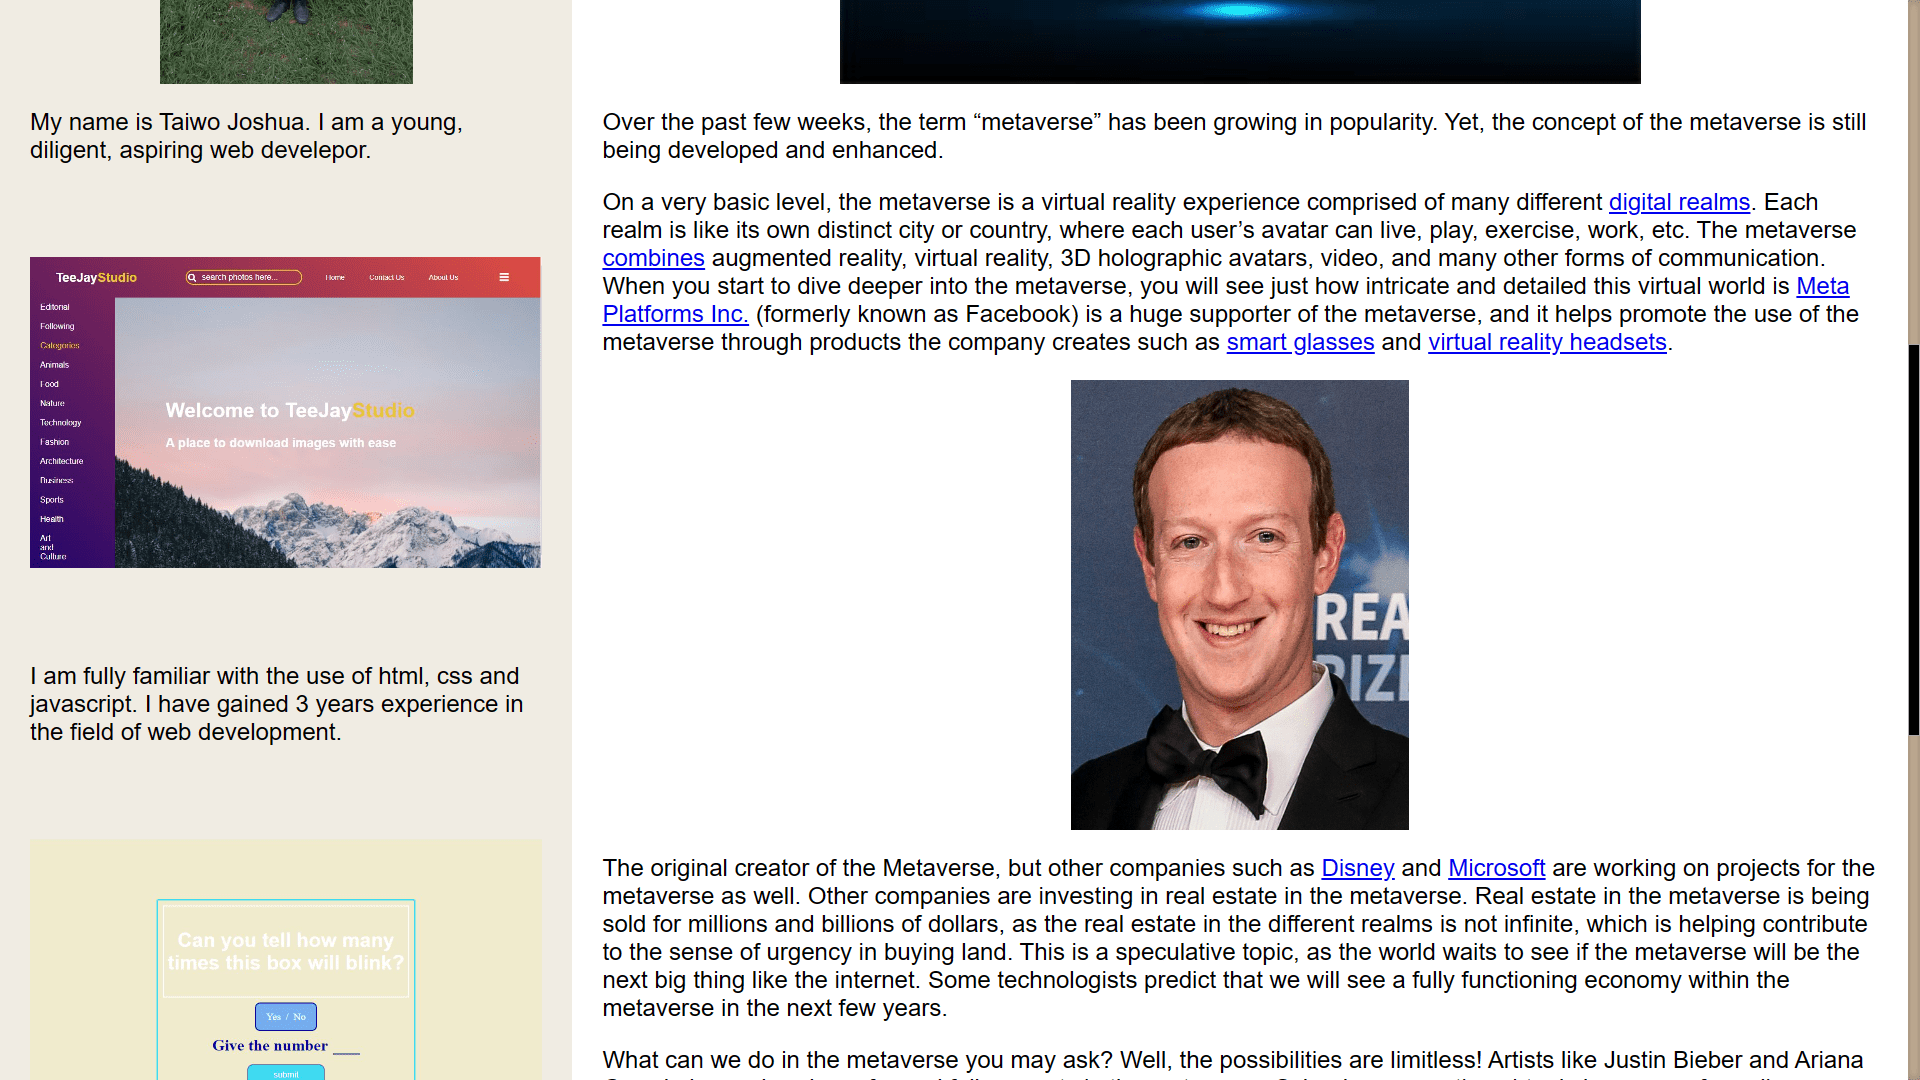 My name is Taiwo Joshua. I am a young,
diligent, aspiring web develepor.
TeeJayStudio
search photos here...
Home
Contact Us
About Us
Editorial
Following
Categories
Animals
Food
Nature
Technology
Fashion
Architecture
Business
Sports
Health
Art
and
Culture
Welcome to TeeJayStudio
A place to download images with ease
I am fully familiar with the use of html, css and
javascript. I have gained 3 years experience in
the field of web development.
Can you tell how many
times this box will blink?
Yes / No
Give the number ___
submit
Over the past few weeks, the term “metaverse” has been growing in popularity. Yet, the concept of the metaverse is still
being developed and enhanced.
On a very basic level, the metaverse is a virtual reality experience comprised of many different digital realms. Each
realm is like its own distinct city or country, where each user’s avatar can live, play, exercise, work, etc. The metaverse
combines augmented reality, virtual reality, 3D holographic avatars, video, and many other forms of communication.
When you start to dive deeper into the metaverse, you will see just how intricate and detailed this virtual world is Meta
Platforms Inc. (formerly known as Facebook) is a huge supporter of the metaverse, and it helps promote the use of the
metaverse through products the company creates such as smart glasses and virtual reality headsets.
REA
RIZE
The original creator of the Metaverse, but other companies such as Disney and Microsoft are working on projects for the
metaverse as well. Other companies are investing in real estate in the metaverse. Real estate in the metaverse is being
sold for millions and billions of dollars, as the real estate in the different realms is not infinite, which is helping contribute
to the sense of urgency in buying land. This is a speculative topic, as the world waits to see if the metaverse will be the
next big thing like the internet. Some technologists predict that we will see a fully functioning economy within the
metaverse in the next few years.
What can we do in the metaverse you may ask? Well, the possibilities are limitless! Artists like Justin Bieber and Ariana